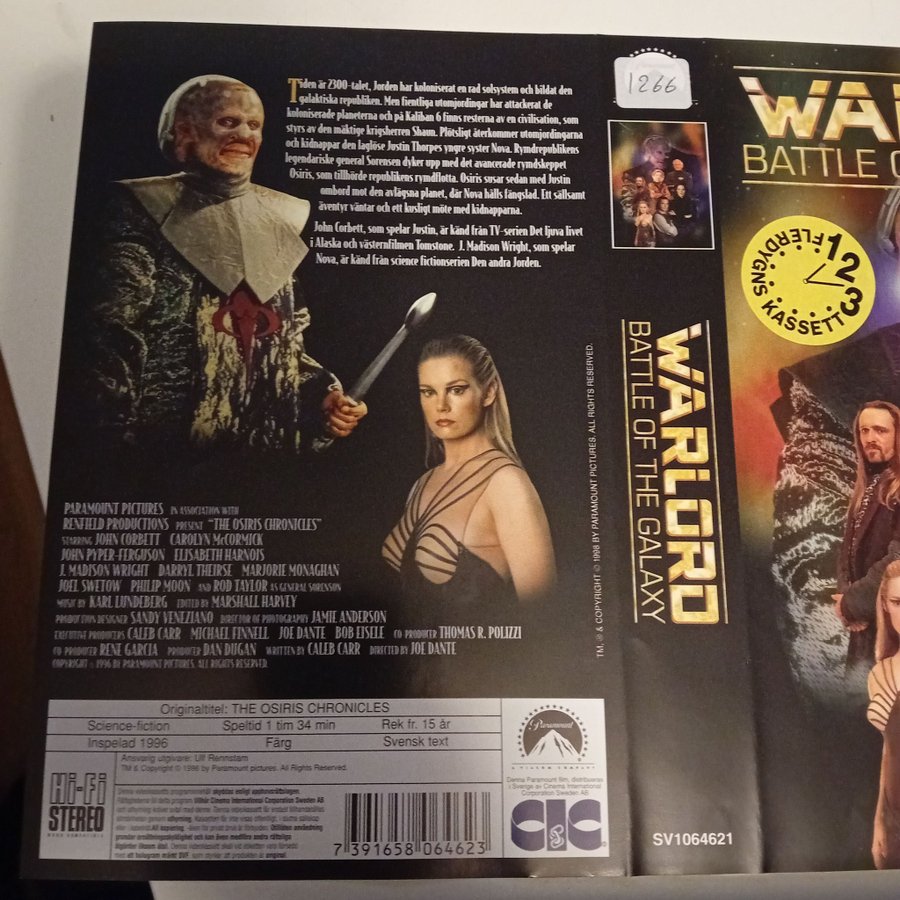 Tiden är 2300-talet, Jorden har koloniserat en rad solsystem och bildat den
galaktiska republiken. Men fientliga utomjordingar har attackerat de
koloniserade planeterna och på Kaliban 6 finns resterna av en civilisation, som
styrs av den mäktige krigsherren Shaun. Plötsligt återkommer utomjordingarna
och kidnappar den laglöse Justin Thorpes yngre syster Nova. Rymdrepublikens
legendariske general Sorensen dyker upp med det avancerade rymdskeppet
Osiris, som tillhörde republikens rymdflotta. Osiris susar sedan med Justin
ombord mot den avlägsna planet, där Nova hålls fängslad. Ett sällsamt
äventyr väntar och ett kusligt möte med kidnapparna.
John Corbett, som spelar Justin, är känd från TV-serien Det ljuva livet
i Alaska och västernfilmen Tomstone. J. Madison Wright, som spelar
Nova, är känd från science fictionserien Den andra Jorden.
PARAMOUNT PICTURES IN ASSOCIATION WITH
RENFIELD PRODUCTIONS PRESENT "THE OSIRIS CHRONICLES"
STARRING JOHN CORBETT CAROLYN McCORMICK
JOHN PYPER-FERGUSON ELISABETH HARNOIS
J. MADISON WRIGHT DARRYL THEIRSE MARJORIE MONAGHAN
JOEL SWETOW PHILIP MOON AND ROD TAYLOR AS GENERAL SORENSON
MUSIC BY KARL LUNDEBERG EDITED BY MARSHALL HARVEY
PRODUCTION DESIGNER SANDY VENEZIANO DIRECTOR OF PHOTOGRAPHY JAMIE ANDERSON
EXECUTIVE PRODUCERS CALEB CARR MICHAEL FINNELL JOE DANTE BOB EISELE CO PRODUCER THOMAS R. POLIZZI
CO-PRODUCER RENE GARCIA PRODUCER DAN DUGAN WRITTEN BY CALEB CARR DIRECTED BY JOE DANTE
COPYRIGHT © 1996 BY PARAMOUNT PICTURES. ALL RIGHTS RESERVED.
Originaltitel: THE OSIRIS CHRONICLES
Science-fiction Speltid 1 tim 34 min Rek fr. 15 år
Inspelad 1996 Färg Svensk text
Ansvarig utgivare: Ulf Rennstam
TM & Copyright © 1996 by Paramount pictures. All Rights Reserved.
Hi-Fi
STEREO
7 391658 064623
Paramount
A VIACOM COMPANY
Denna Paramount film, distribueras
i Sverige av Cinema International
Corporation Sweden AB
CIC
TM, ® & COPYRIGHT © 1998 BY PARAMOUNT PICTURES. ALL RIGHTS RESERVED.
1266
WARLORD
BATTLE OF THE GALAXY
SV1064621
WAR
BATTLE O
FLERDYGNS KASSETT
1 2 3